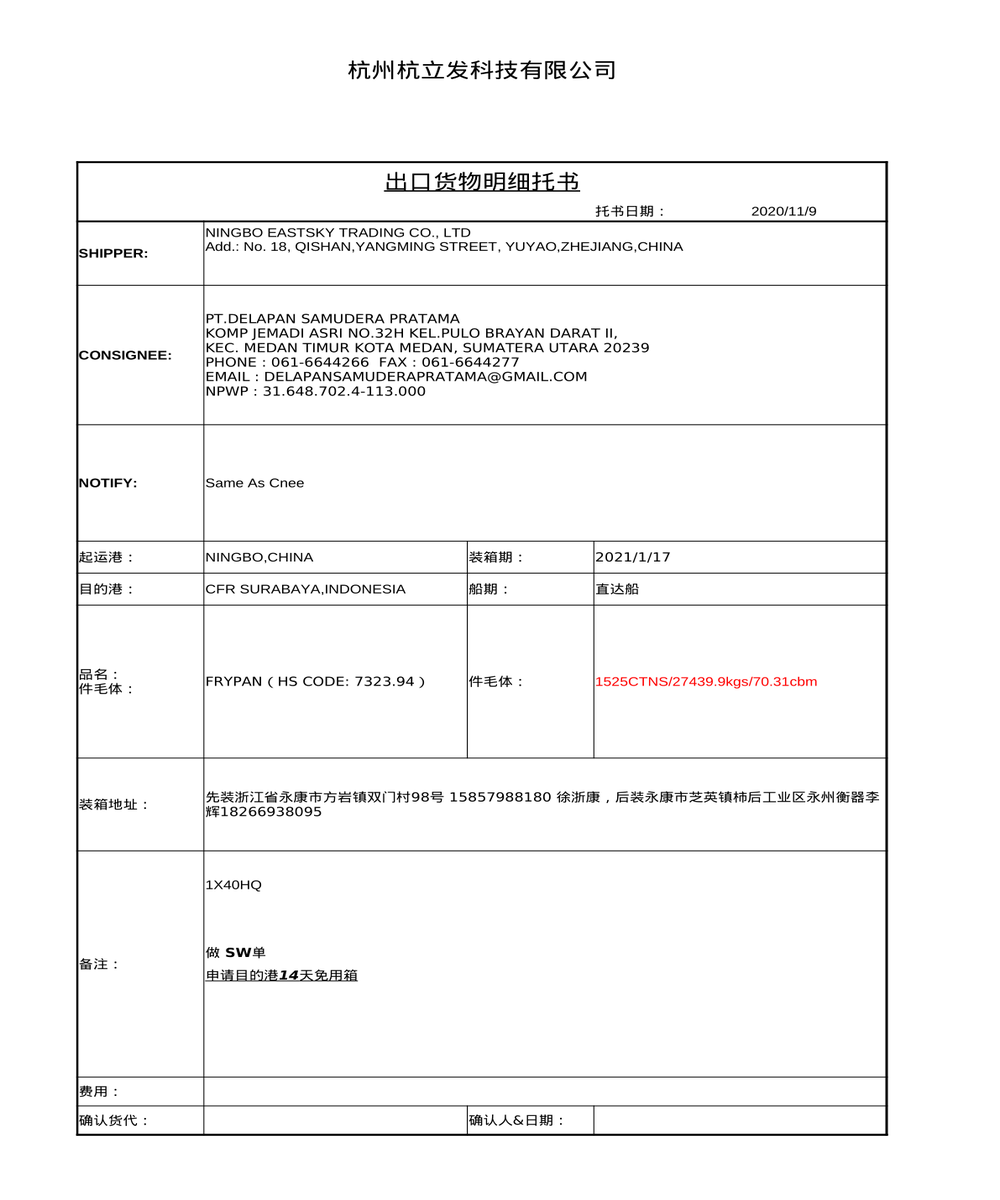 杭州杭立发科技有限公司
出口货物明细托书
托书日期： 2020/11/9
SHIPPER:
NINGBO EASTSKY TRADING CO., LTD
Add.: No. 18, QISHAN,YANGMING STREET, YUYAO,ZHEJIANG,CHINA
CONSIGNEE:
PT.DELAPAN SAMUDERA PRATAMA
KOMP JEMADI ASRI NO.32H KEL.PULO BRAYAN DARAT II,
KEC. MEDAN TIMUR KOTA MEDAN, SUMATERA UTARA 20239
PHONE : 061-6644266  FAX : 061-6644277
EMAIL : DELAPANSAMUDERAPRATAMA@GMAIL.COM
NPWP : 31.648.702.4-113.000
NOTIFY:
Same As Cnee
起运港： NINGBO,CHINA 装箱期： 2021/1/17
目的港： CFR SURABAYA,INDONESIA 船期： 直达船
品名：
件毛体：
FRYPAN（HS CODE: 7323.94） 件毛体： 1525CTNS/27439.9kgs/70.31cbm
装箱地址：
先装浙江省永康市方岩镇双门村98号 15857988180 徐浙康，后装永康市芝英镇柿后工业区永州衡器李
辉18266938095
备注：
1X40HQ
做 SW单
申请目的港14天免用箱
费用：
确认货代： 确认人&日期：